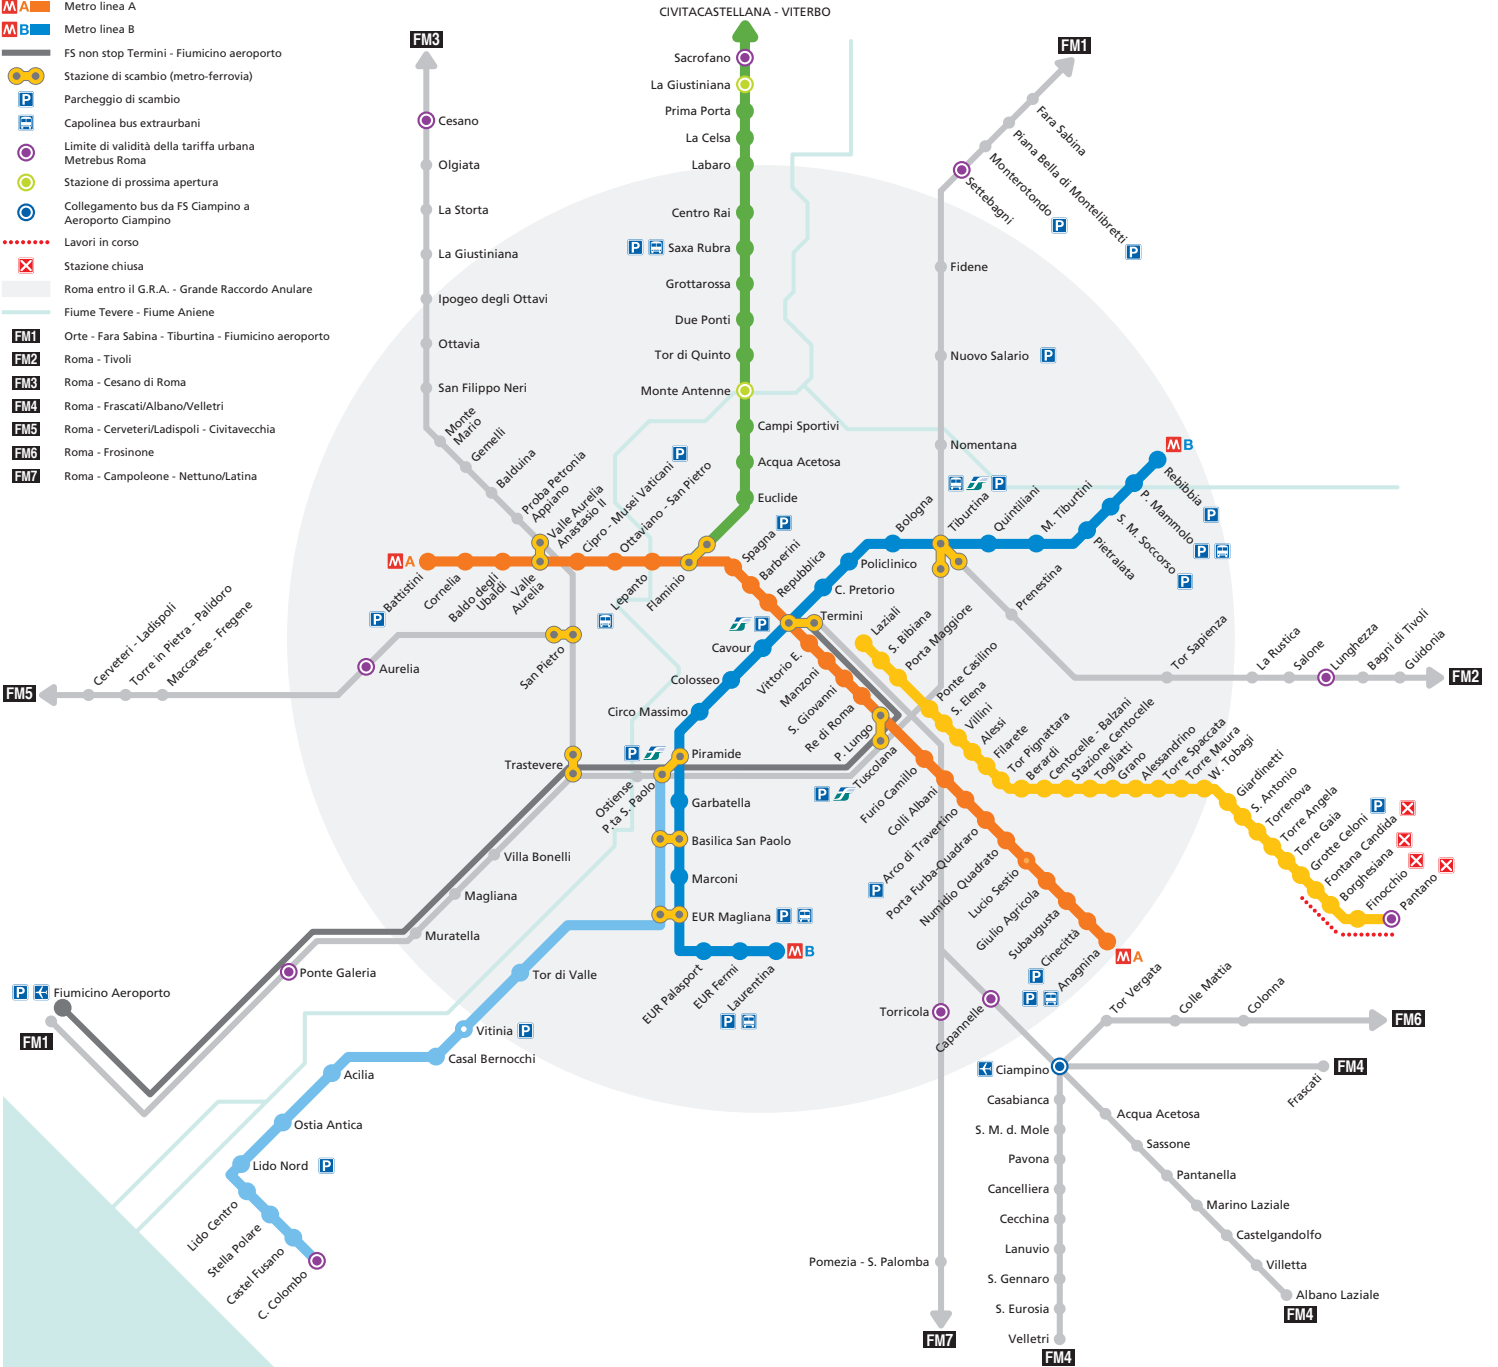 M A Metro linea A
M B Metro linea B
FS non stop Termini - Fiumicino aeroporto
Stazione di scambio (metro-ferrovia)
P Parcheggio di scambio
Capolinea bus extraurbani
Limite di validità della tariffa urbana
Metrebus Roma
Stazione di prossima apertura
Collegamento bus da FS Ciampino a
Aeroporto Ciampino
Lavori in corso
Stazione chiusa
Roma entro il G.R.A. - Grande Raccordo Anulare
Fiume Tevere - Fiume Aniene
FM1 Orte - Fara Sabina - Tiburtina - Fiumicino aeroporto
FM2 Roma - Tivoli
FM3 Roma - Cesano di Roma
FM4 Roma - Frascati/Albano/Velletri
FM5 Roma - Cerveteri/Ladispoli - Civitavecchia
FM6 Roma - Frosinone
FM7 Roma - Campoleone - Nettuno/Latina
FM3
Cesano
Olgiata
La Storta
La Giustiniana
Ipogeo degli Ottavi
Ottavia
San Filippo Neri
Monte
Mario
Gemelli
Balduina
Proba Petronia
Appiano
Valle Aurelia
Anastasio II
Cipro - Musei Vaticani P
Ottaviano - San Pietro
CIVITACASTELLANA - VITERBO
Sacrofano
La Giustiniana
Prima Porta
La Celsa
Labaro
Centro Rai
P Saxa Rubra
Grottarossa
Due Ponti
Tor di Quinto
Monte Antenne
Campi Sportivi
Acqua Acetosa
Euclide
FM1
Fara Sabina
Piana Bella di Montelibretti
P
Monterotondo
P
Settebagni
Fidene
Nuovo Salario P
Nomentana
M B
Rebibbia
P
P. Mammolo
P
S. M. Soccorso
P
Pietralata
M. Tiburtini
Quintiliani
P
Tiburtina
Bologna
Policlinico
C. Pretorio
Termini
P
Cavour
Colosseo
Circo Massimo
P
Piramide
Garbatella
Basilica San Paolo
Marconi
EUR Magliana P
EUR Palasport
EUR Fermi
Laurentina
P
M B
M A
Battistini
P
Cornelia
Baldo degli
Ubaldi
Valle
Aurelia
Lepanto
Flaminio
Spagna P
Barberini
Repubblica
Vittorio E.
Manzoni
S. Giovanni
Re di Roma
P. Lungo
Tuscolana
P
Furio Camillo
Colli Albani
Arco di Travertino
P
Porta Furba-Quadraro
Numidio Quadrato
Lucio Sestio
Giulio Agricola
Subaugusta
Cinecittà
P
Anagnina
P
M A
Laziali
S. Bibiana
Porta Maggiore
Ponte Casilino
S. Elena
Villini
Alessi
Filarete
Tor Pignattara
Berardi
Centocelle - Balzani
Stazione Centocelle
Togliatti
Grano
Alessandrino
Torre Spaccata
Torre Maura
W. Tobagi
Giardinetti
S. Antonio
Torrenova
Torre Angela
Torre Gaia
Grotte Celoni P
Fontana Candida
Borghesiana
Finocchio
Pantano
Prenestina
Tor Sapienza
La Rustica
Salone
Lunghezza
Bagni di Tivoli
Guidonia
FM2
FM5
Cerveteri - Ladispoli
Torre in Pietra - Palidoro
Maccarese - Fregene
Aurelia
San Pietro
Trastevere
Ostiense
P.ta S. Paolo
Villa Bonelli
Magliana
Muratella
Ponte Galeria
P Fiumicino Aeroporto
FM1
Tor di Valle
Vitinia P
Casal Bernocchi
Acilia
Ostia Antica
Lido Nord P
Lido Centro
Stella Polare
Castel Fusano
C. Colombo
Torricola
Capannelle
Pomezia - S. Palomba
FM7
Tor Vergata
Colle Mattia
Colonna
FM6
Ciampino
Frascati
FM4
Casabianca
S. M. d. Mole
Pavona
Cancelliera
Cecchina
Lanuvio
S. Gennaro
S. Eurosia
Velletri
FM4
Acqua Acetosa
Sassone
Pantanella
Marino Laziale
Castelgandolfo
Villetta
Albano Laziale
FM4